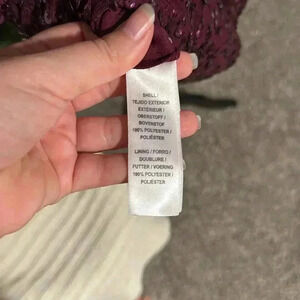 SHELL /
TEJIDO EXTERIOR
EXTÉRIEUR /
OBERSTOFF /
BOVENSTOF
100% POLYESTER /
POLIÉSTER
LINING / FORRO /
DOUBLURE /
FUTTER / VOERING
100% POLYESTER /
POLIÉSTER